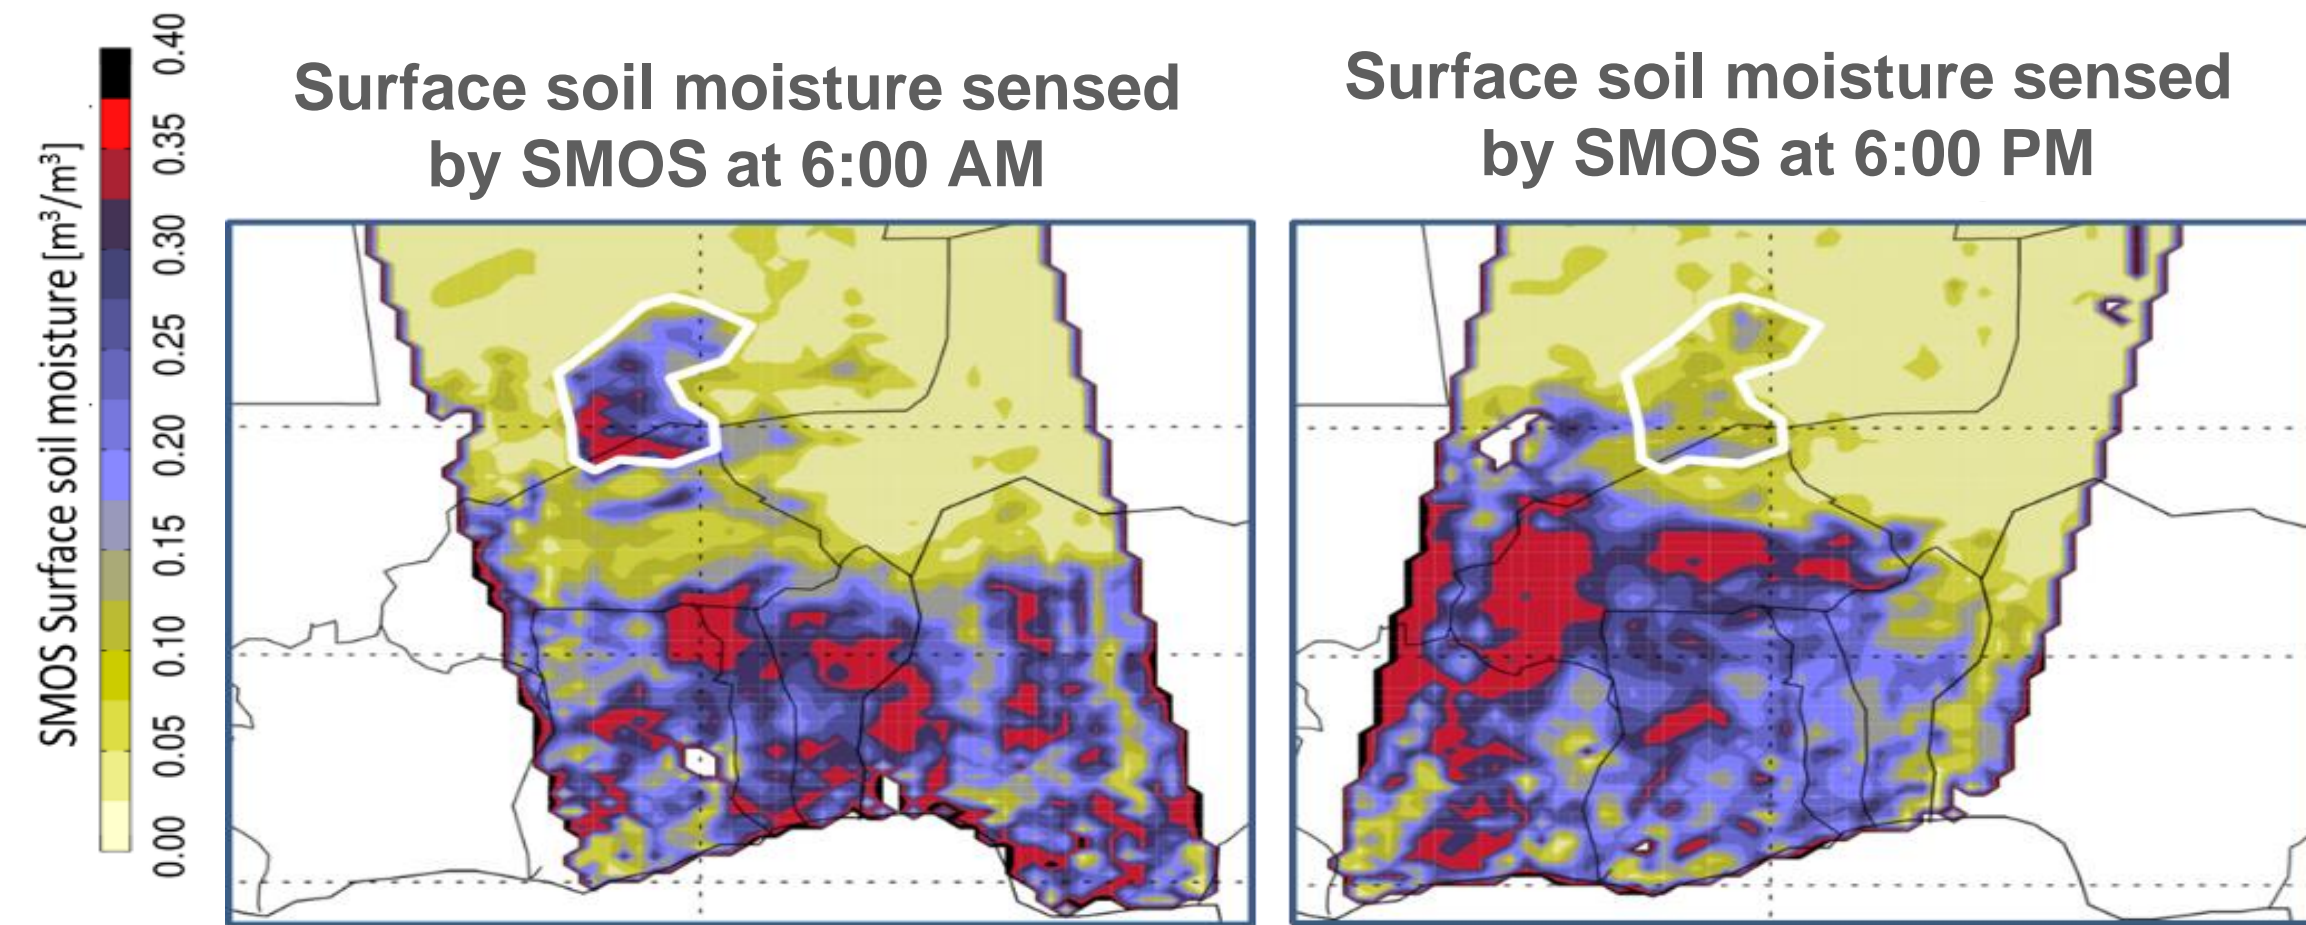 Surface soil moisture sensed
by SMOS at 6:00 AM
Surface soil moisture sensed
by SMOS at 6:00 PM
SMOS Surface soil moisture [m³/m³]
0.40
0.35
0.30
0.25
0.20
0.15
0.10
0.05
0.00